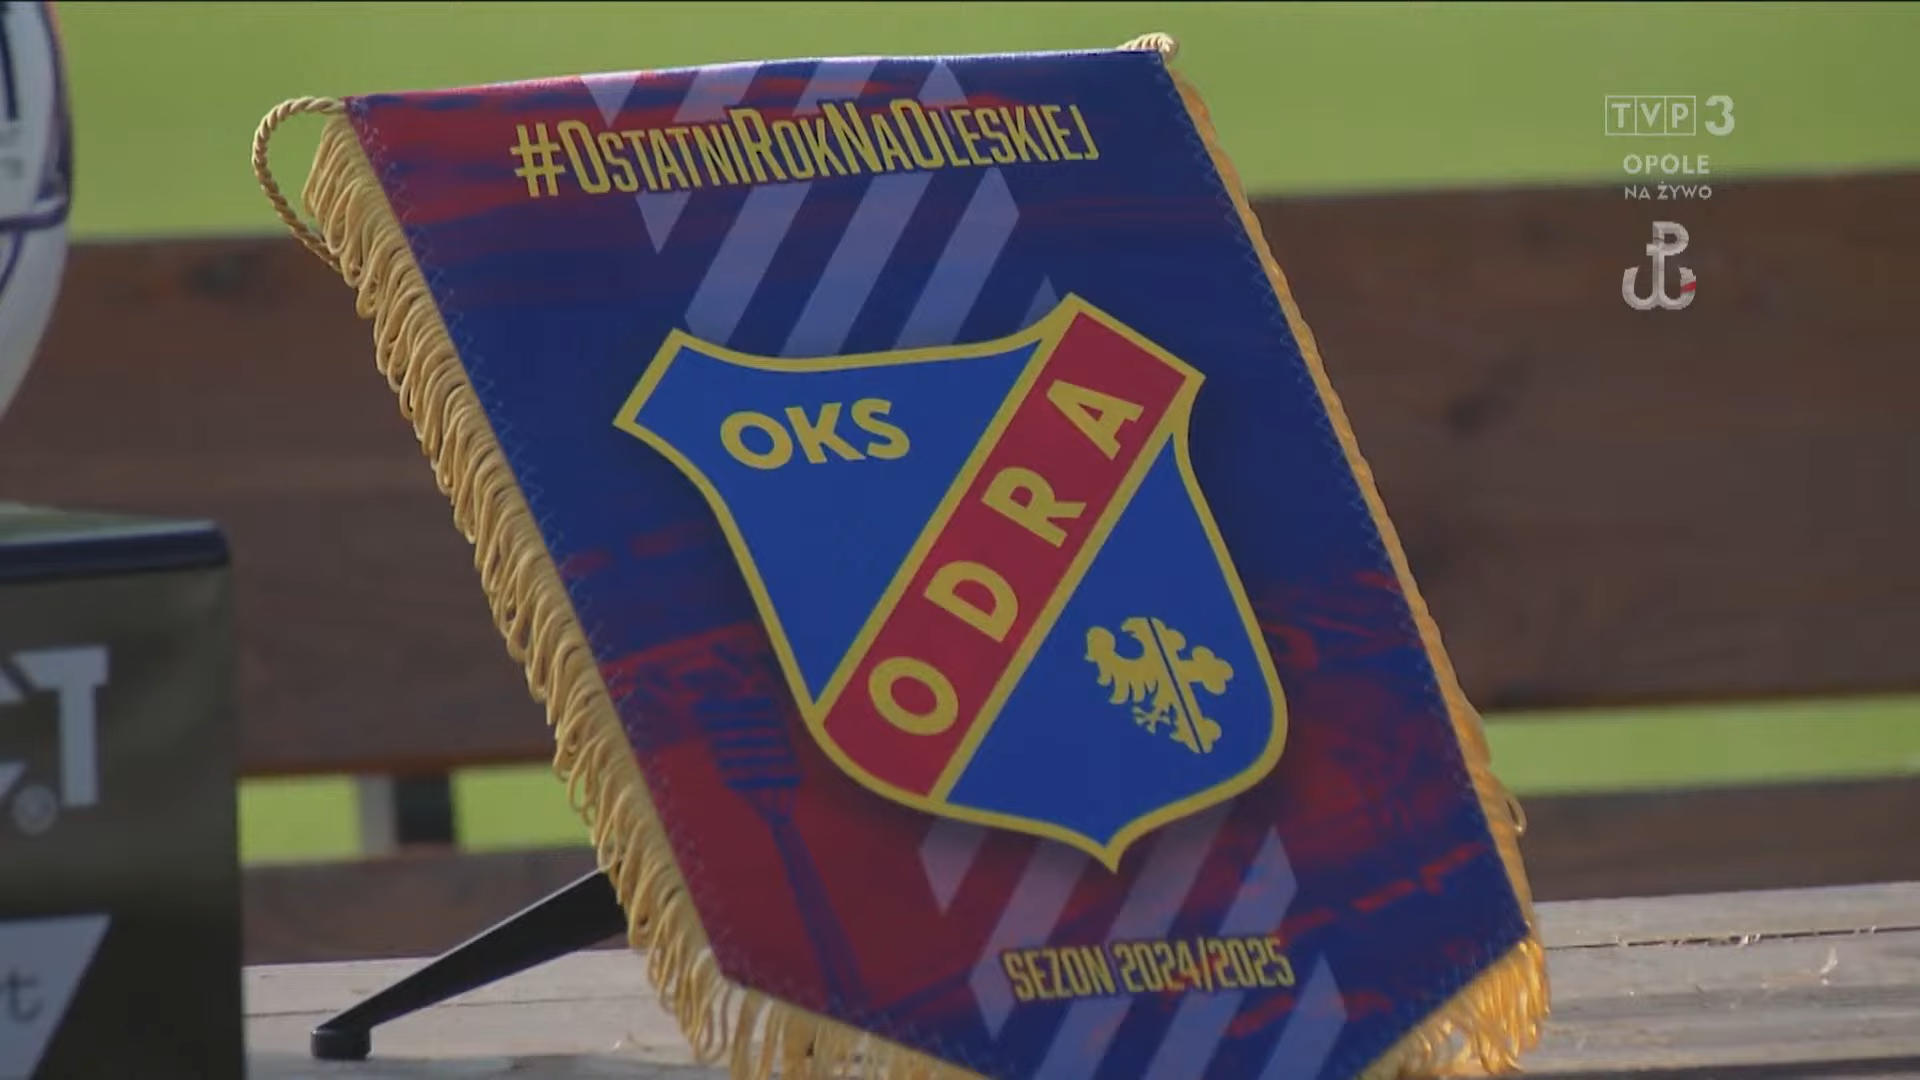 #OSTATNIROKNAOLESKIEJ
OKS
ODRA
SEZON 2024/2025
TVP3
OPOLE
NA ŻYWO